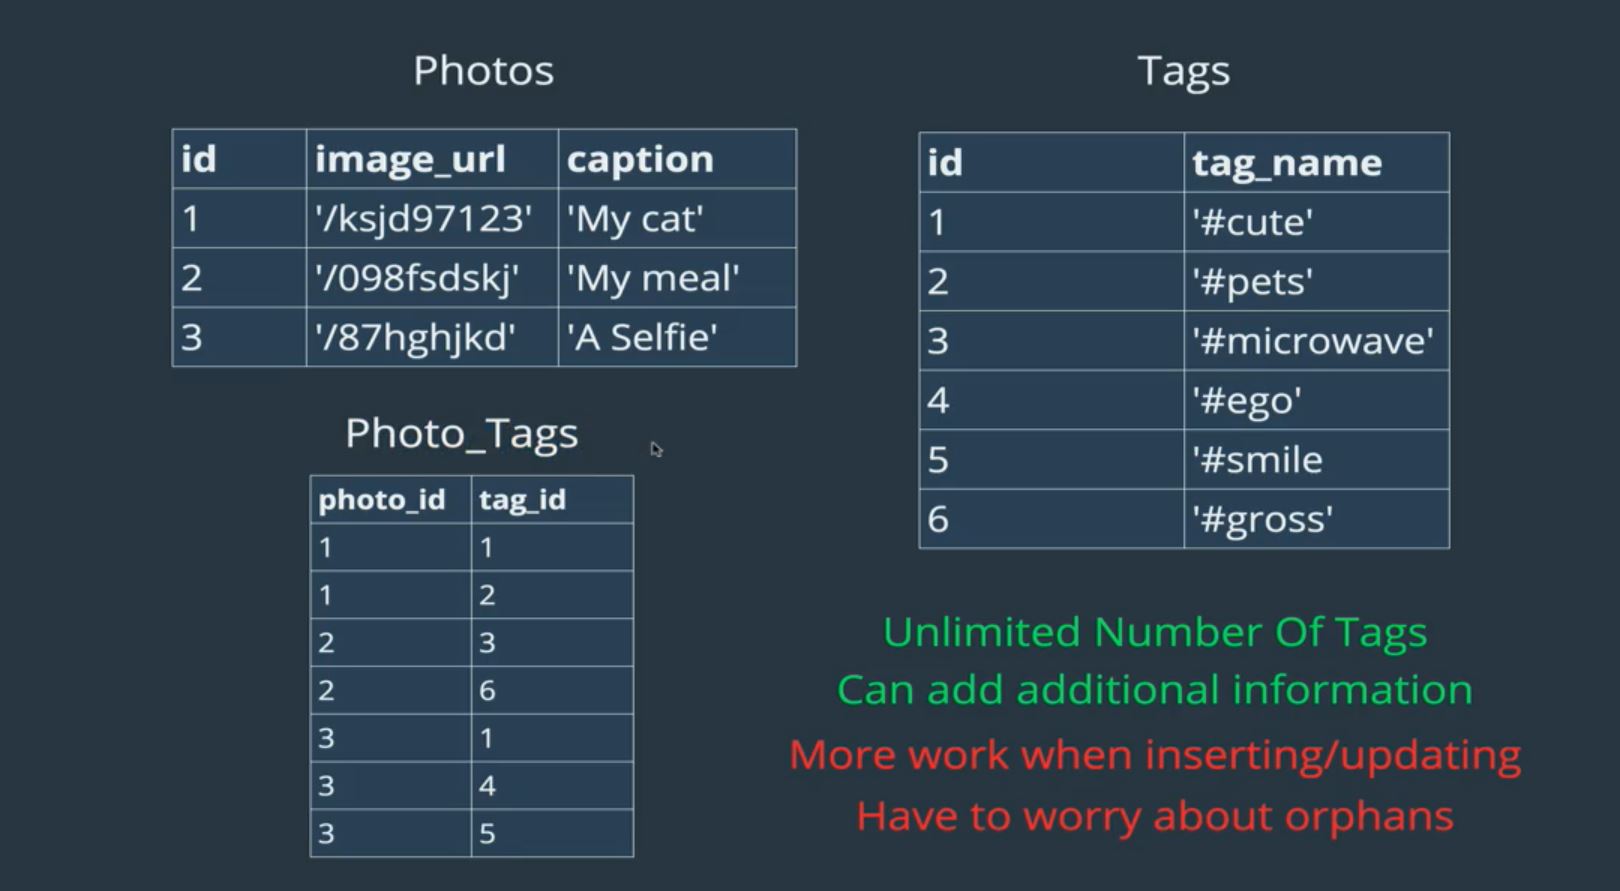 Photos
id image_url caption
1 '/ksjd97123' 'My cat'
2 '/098fsdskj' 'My meal'
3 '/87hghjkd' 'A Selfie'
Photo_Tags
photo_id tag_id
1 1
1 2
2 3
2 6
3 1
3 4
3 5
Tags
id tag_name
1 '#cute'
2 '#pets'
3 '#microwave'
4 '#ego'
5 '#smile
6 '#gross'
Unlimited Number Of Tags
Can add additional information
More work when inserting/updating
Have to worry about orphans